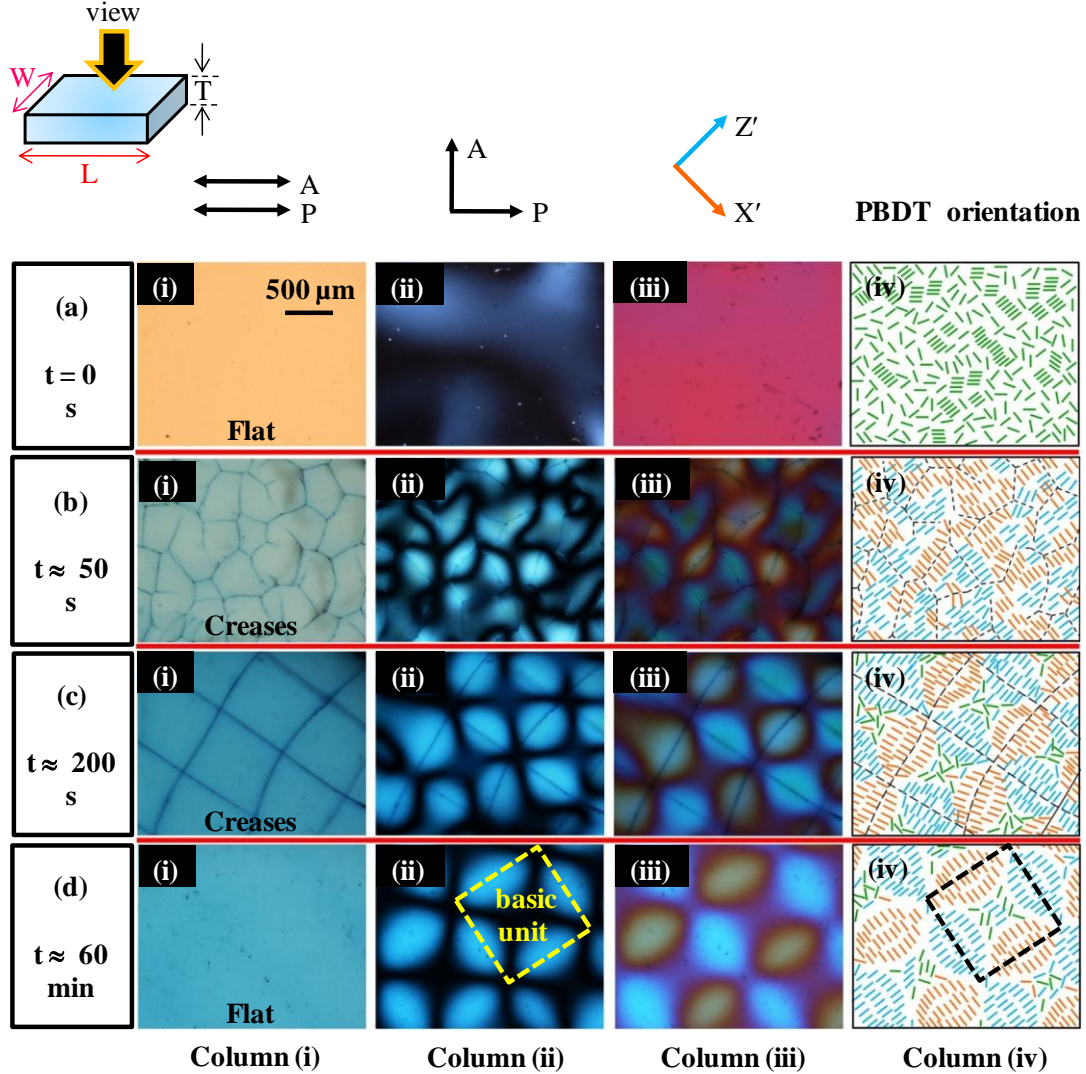 view
W
T
L
A
P
A
P
Z′
X′
PBDT orientation
(a)
t = 0
s
(i)
500 μm
Flat
(ii)
(iii)
(iv)
(b)
t ≈ 50
s
(i)
Creases
(ii)
(iii)
(iv)
(c)
t ≈ 200
s
(i)
Creases
(ii)
(iii)
(iv)
(d)
t ≈ 60
min
(i)
Flat
(ii)
basic
unit
(iii)
(iv)
Column (i)
Column (ii)
Column (iii)
Column (iv)